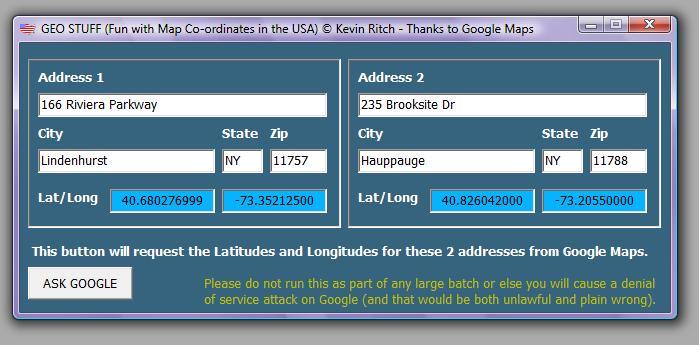 GEO STUFF (Fun with Map Co-ordinates in the USA) © Kevin Ritch - Thanks to Google Maps
Address 1
166 Riviera Parkway
City State Zip
Lindenhurst NY 11757
Lat/Long 40.680276999 -73.35212500
Address 2
235 Brooksite Dr
City State Zip
Hauppauge NY 11788
Lat/Long 40.826042000 -73.20550000
This button will request the Latitudes and Longitudes for these 2 addresses from Google Maps.
ASK GOOGLE
Please do not run this as part of any large batch or else you will cause a denial
of service attack on Google (and that would be both unlawful and plain wrong).